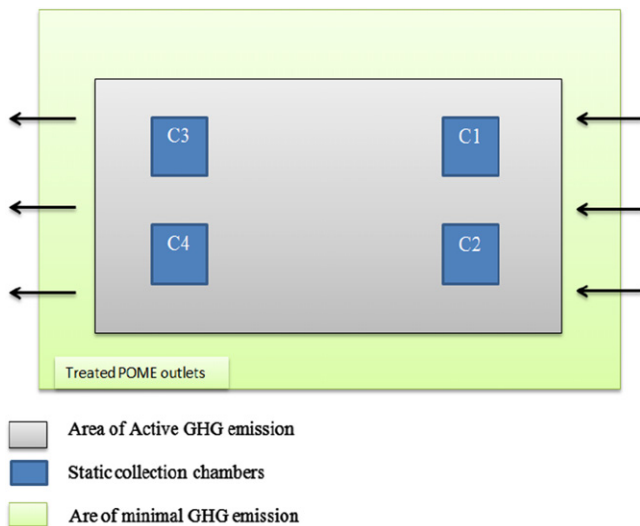 C3 C1
C4 C2
Treated POME outlets
Area of Active GHG emission
Static collection chambers
Are of minimal GHG emission